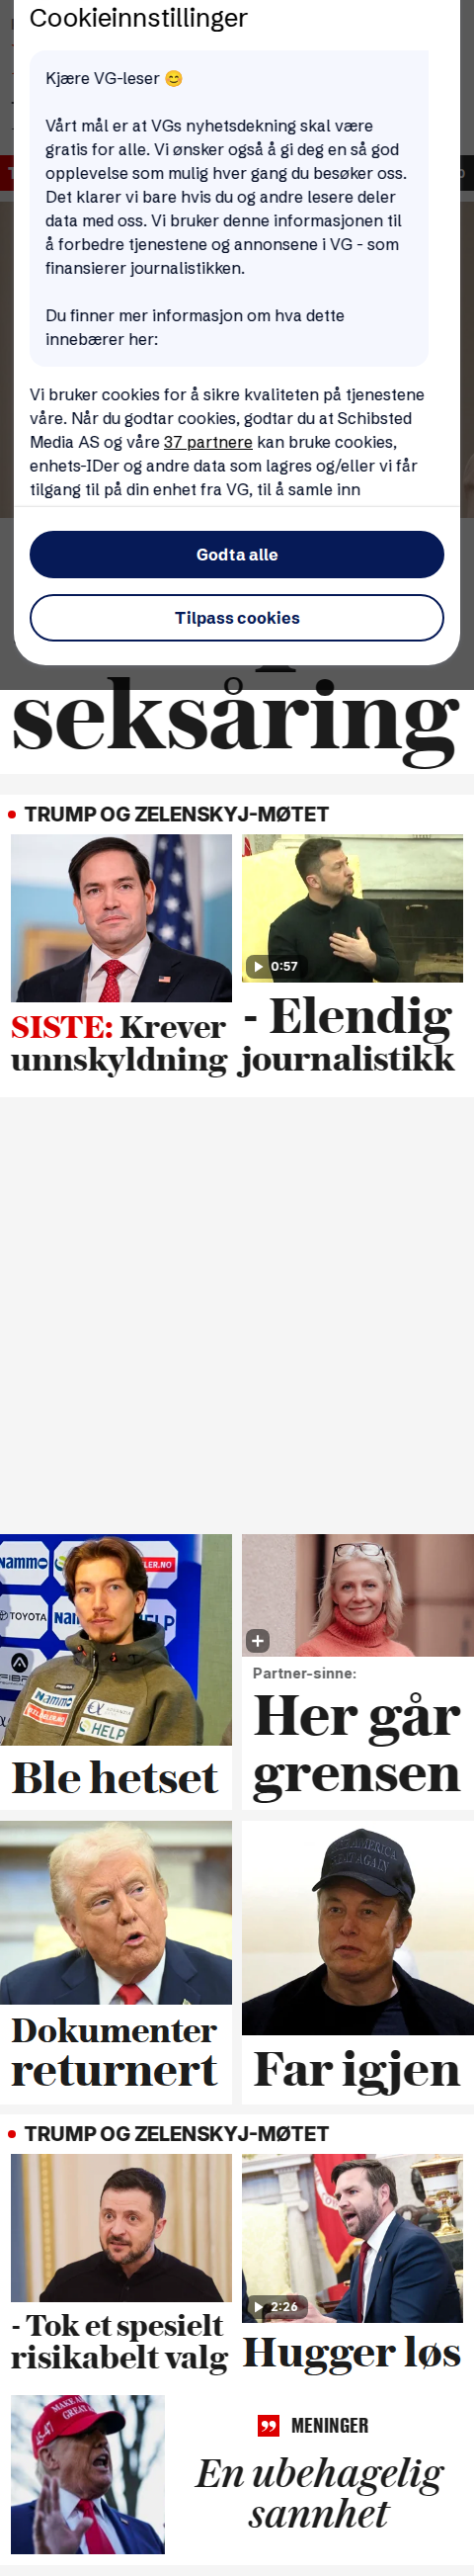 Cookieinnstillinger
Kjære VG-leser 😊
Vårt mål er at VGs nyhetsdekning skal være
gratis for alle. Vi ønsker også å gi deg en så god
opplevelse som mulig hver gang du besøker oss.
Det klarer vi bare hvis du og andre lesere deler
data med oss. Vi bruker denne informasjonen til
å forbedre tjenestene og annonsene i VG - som
finansierer journalistikken.
Du finner mer informasjon om hva dette
innebærer her:
Vi bruker cookies for å sikre kvaliteten på tjenestene
våre. Når du godtar cookies, godtar du at Schibsted
Media AS og våre 37 partnere kan bruke cookies,
enhets-IDer og andre data som lagres og/eller vi får
tilgang til på din enhet fra VG, til å samle inn
Godta alle
Tilpass cookies
seksåring
TRUMP OG ZELENSKYJ-MØTET
0:57
SISTE: Krever
unnskyldning
- Elendig
journalistikk
nammo
TOYOTA
HELP
Nammo
HELP
Ble hetset
Partner-sinne:
Her går
grensen
Dokumenter
returnert
AMERICA
AGAIN
Far igjen
TRUMP OG ZELENSKYJ-MØTET
- Tok et spesielt
risikabelt valg
2:26
Hugger løs
MENINGER
En ubehagelig
sannhet